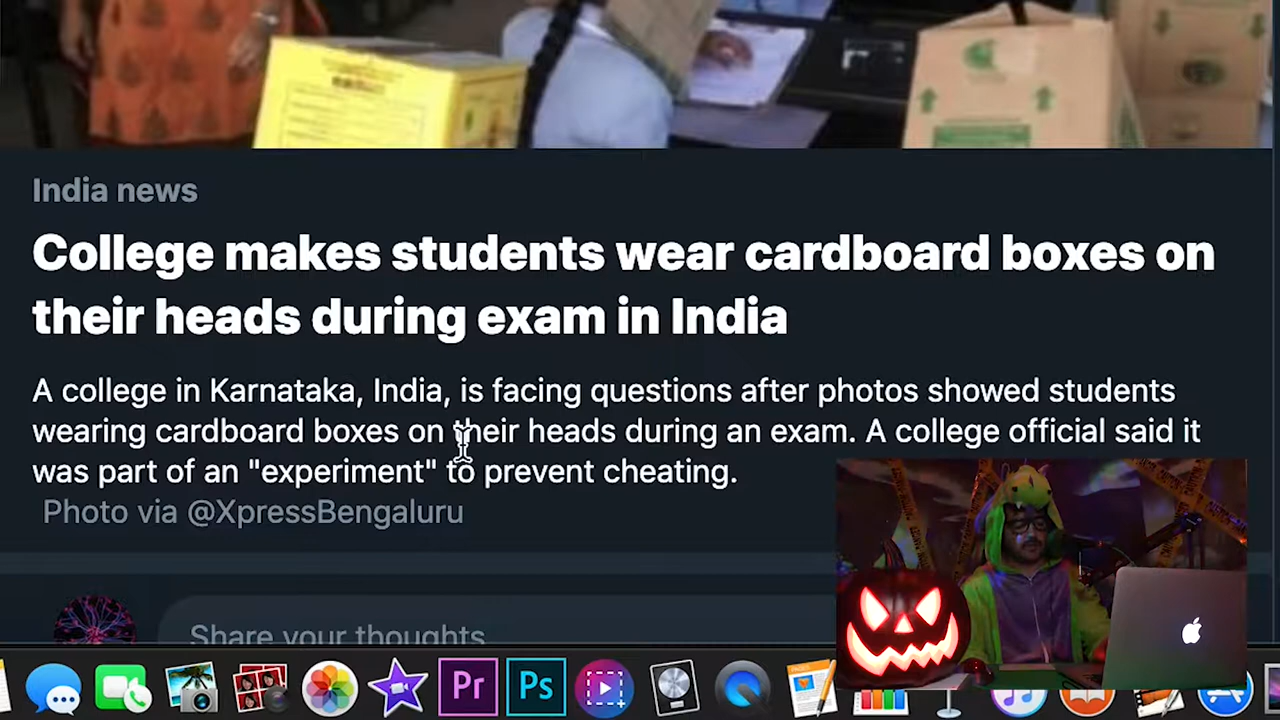 India news
College makes students wear cardboard boxes on
their heads during exam in India
A college in Karnataka, India, is facing questions after photos showed students
wearing cardboard boxes on their heads during an exam. A college official said it
was part of an "experiment" to prevent cheating.
Photo via @XpressBengaluru
Share your thoughts
Pr
Ps